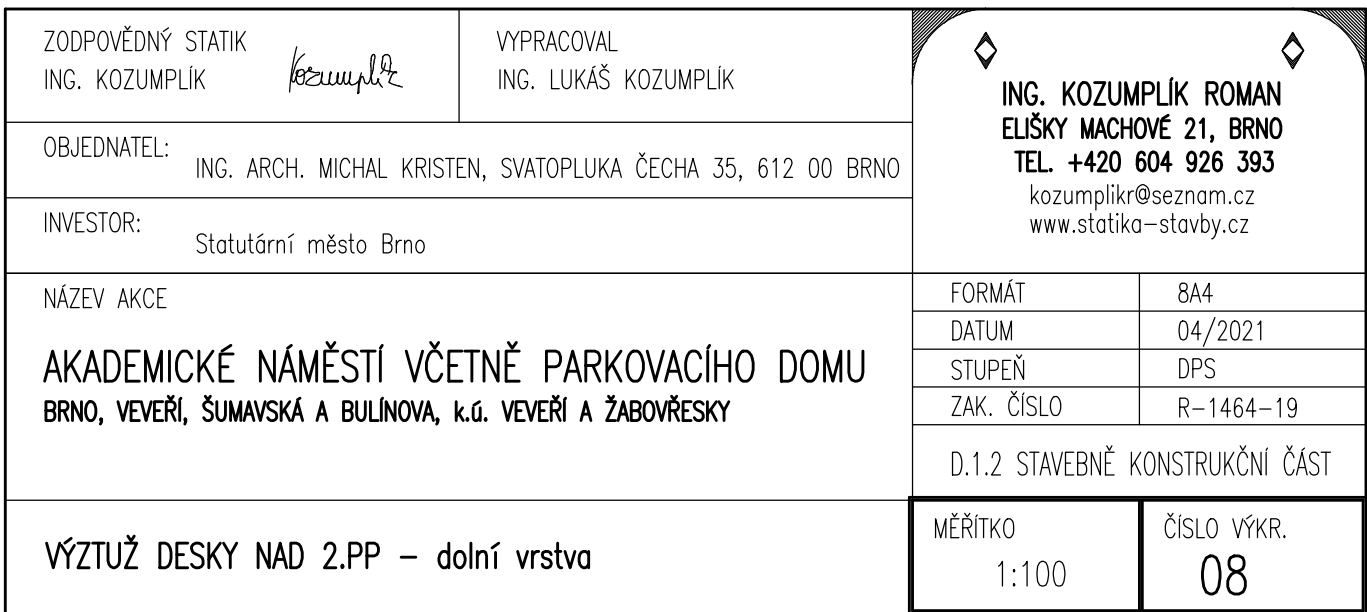 ZODPOVĚDNÝ STATIK
ING. KOZUMPLÍK
Kozumplík
VYPRACOVAL
ING. LUKÁŠ KOZUMPLÍK
ING. KOZUMPLÍK ROMAN
ELIŠKY MACHOVÉ 21, BRNO
TEL. +420 604 926 393
kozumplikr@seznam.cz
www.statika-stavby.cz
OBJEDNATEL:
ING. ARCH. MICHAL KRISTEN, SVATOPLUKA ČECHA 35, 612 00 BRNO
INVESTOR:
Statutární město Brno
NÁZEV AKCE
AKADEMICKÉ NÁMĚSTÍ VČETNĚ PARKOVACÍHO DOMU
BRNO, VEVEŘÍ, ŠUMAVSKÁ A BULÍNOVA, k.ú. VEVEŘÍ A ŽABOVŘESKY
FORMÁT 8A4
DATUM 04/2021
STUPEŇ DPS
ZAK. ČÍSLO R-1464-19
D.1.2 STAVEBNĚ KONSTRUKČNÍ ČÁST
VÝZTUŽ DESKY NAD 2.PP – dolní vrstva
MĚŘÍTKO
1:100
ČÍSLO VÝKR.
08